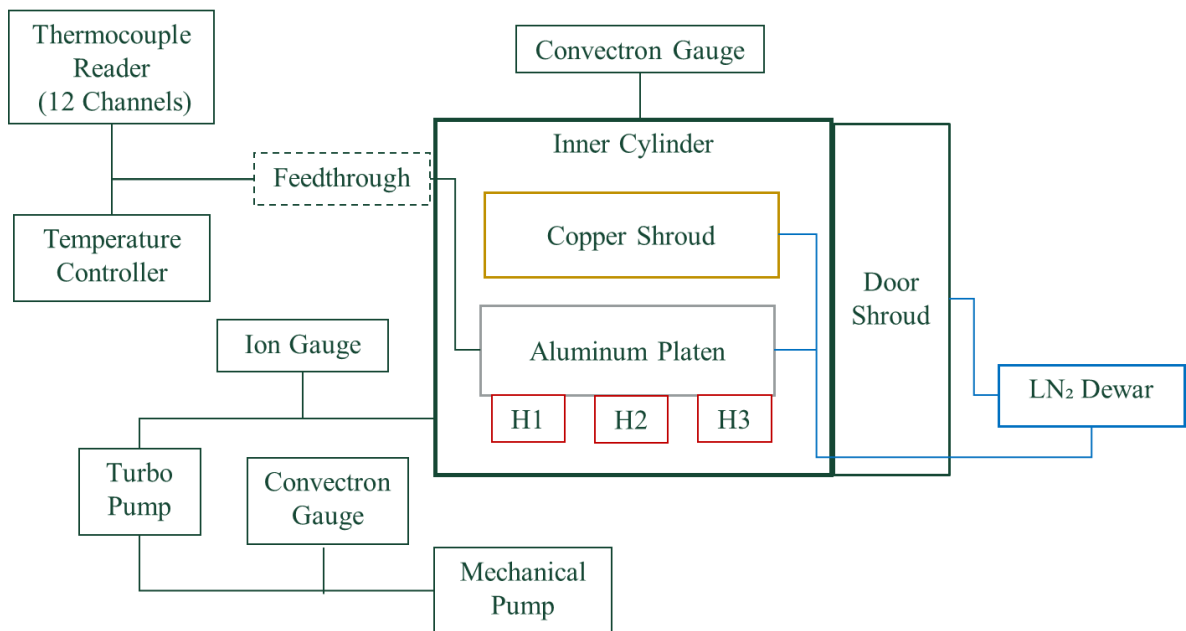 Thermocouple
Reader
(12 Channels)
Convectron Gauge
Inner Cylinder
Feedthrough
Temperature
Controller
Copper Shroud
Door
Shroud
Ion Gauge
Aluminum Platen
LN₂ Dewar
H1
H2
H3
Turbo
Pump
Convectron
Gauge
Mechanical
Pump